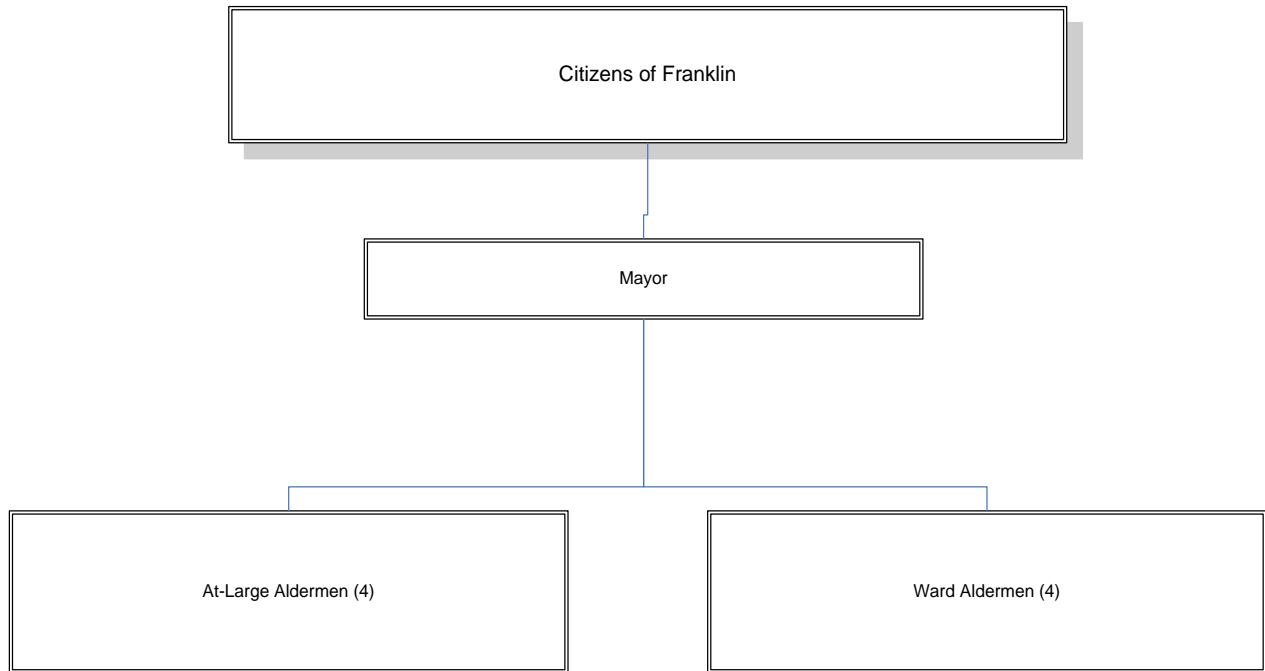 Citizens of Franklin
Mayor
At-Large Aldermen (4)
Ward Aldermen (4)